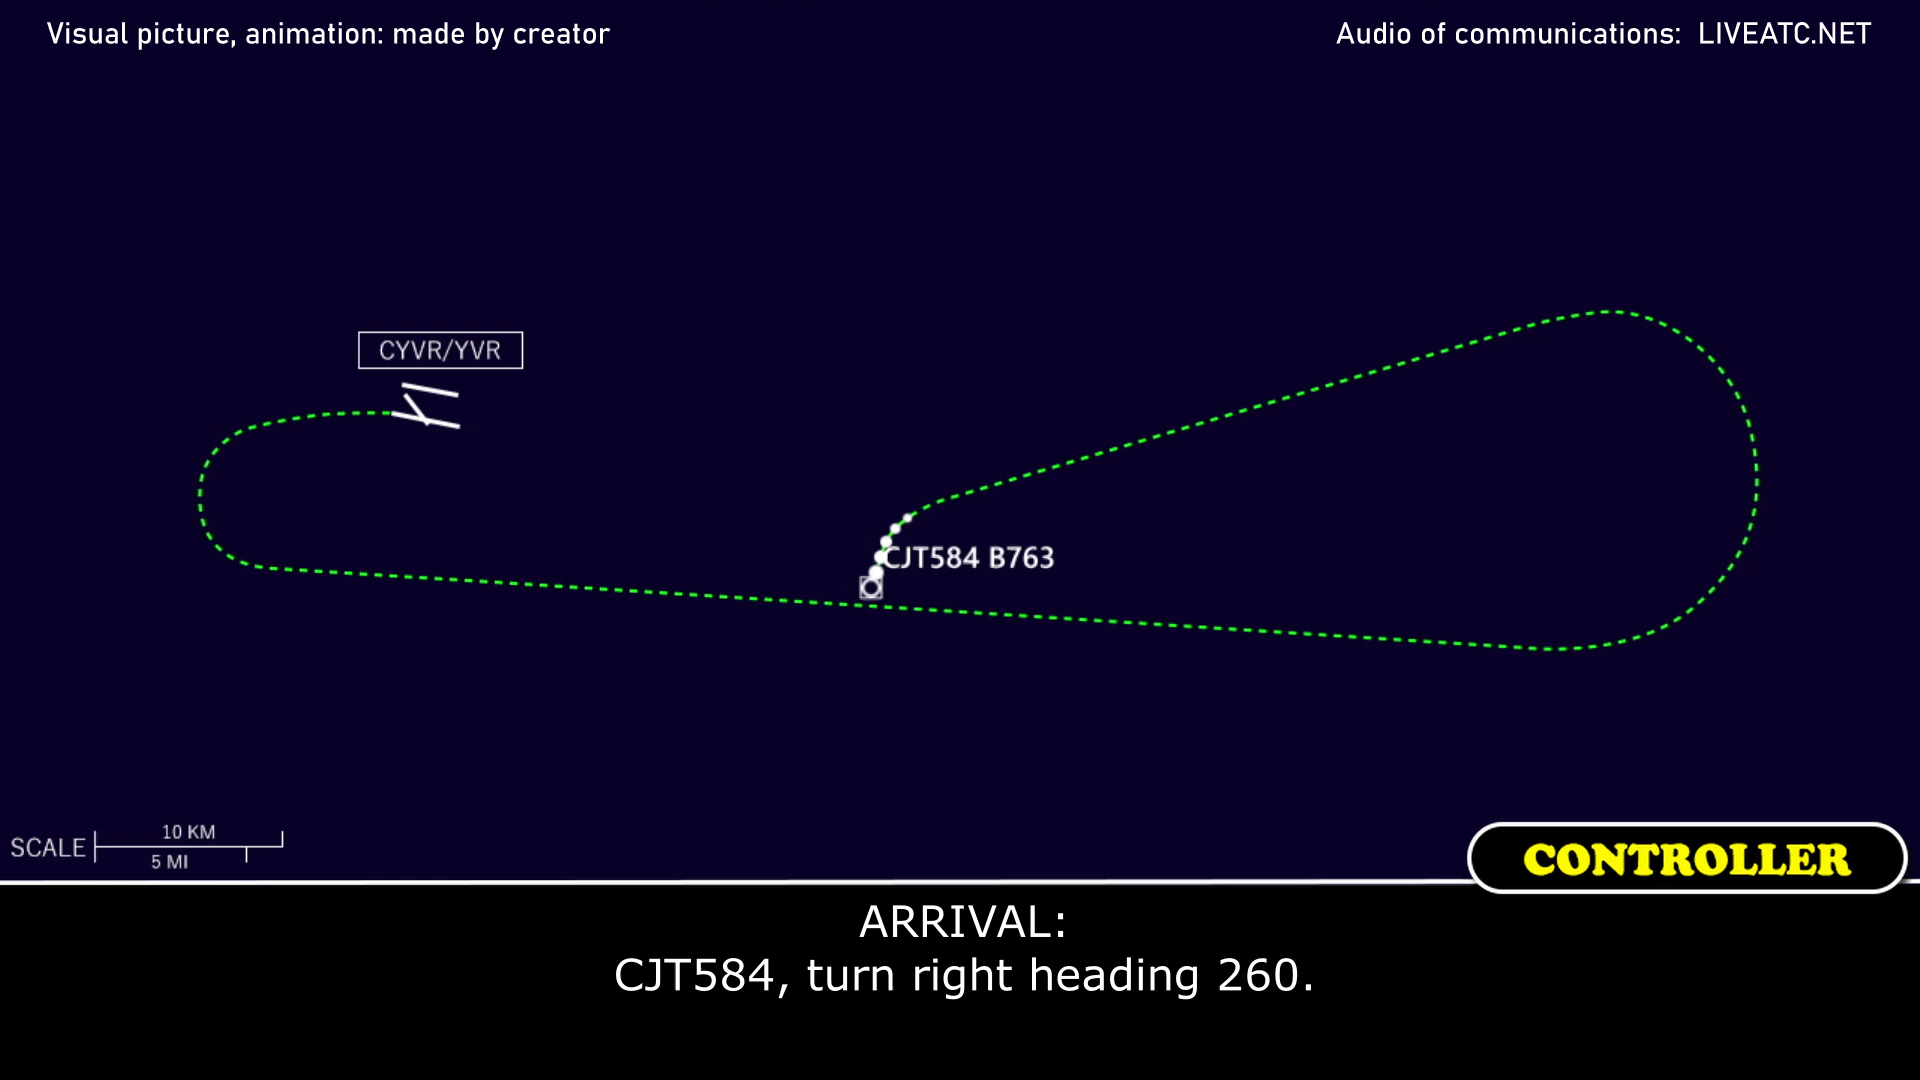 Visual picture, animation: made by creator
Audio of communications: LIVEATC.NET
CYVR/YVR
CJT584 B763
SCALE
10 KM
5 MI
CONTROLLER
ARRIVAL:
CJT584, turn right heading 260.